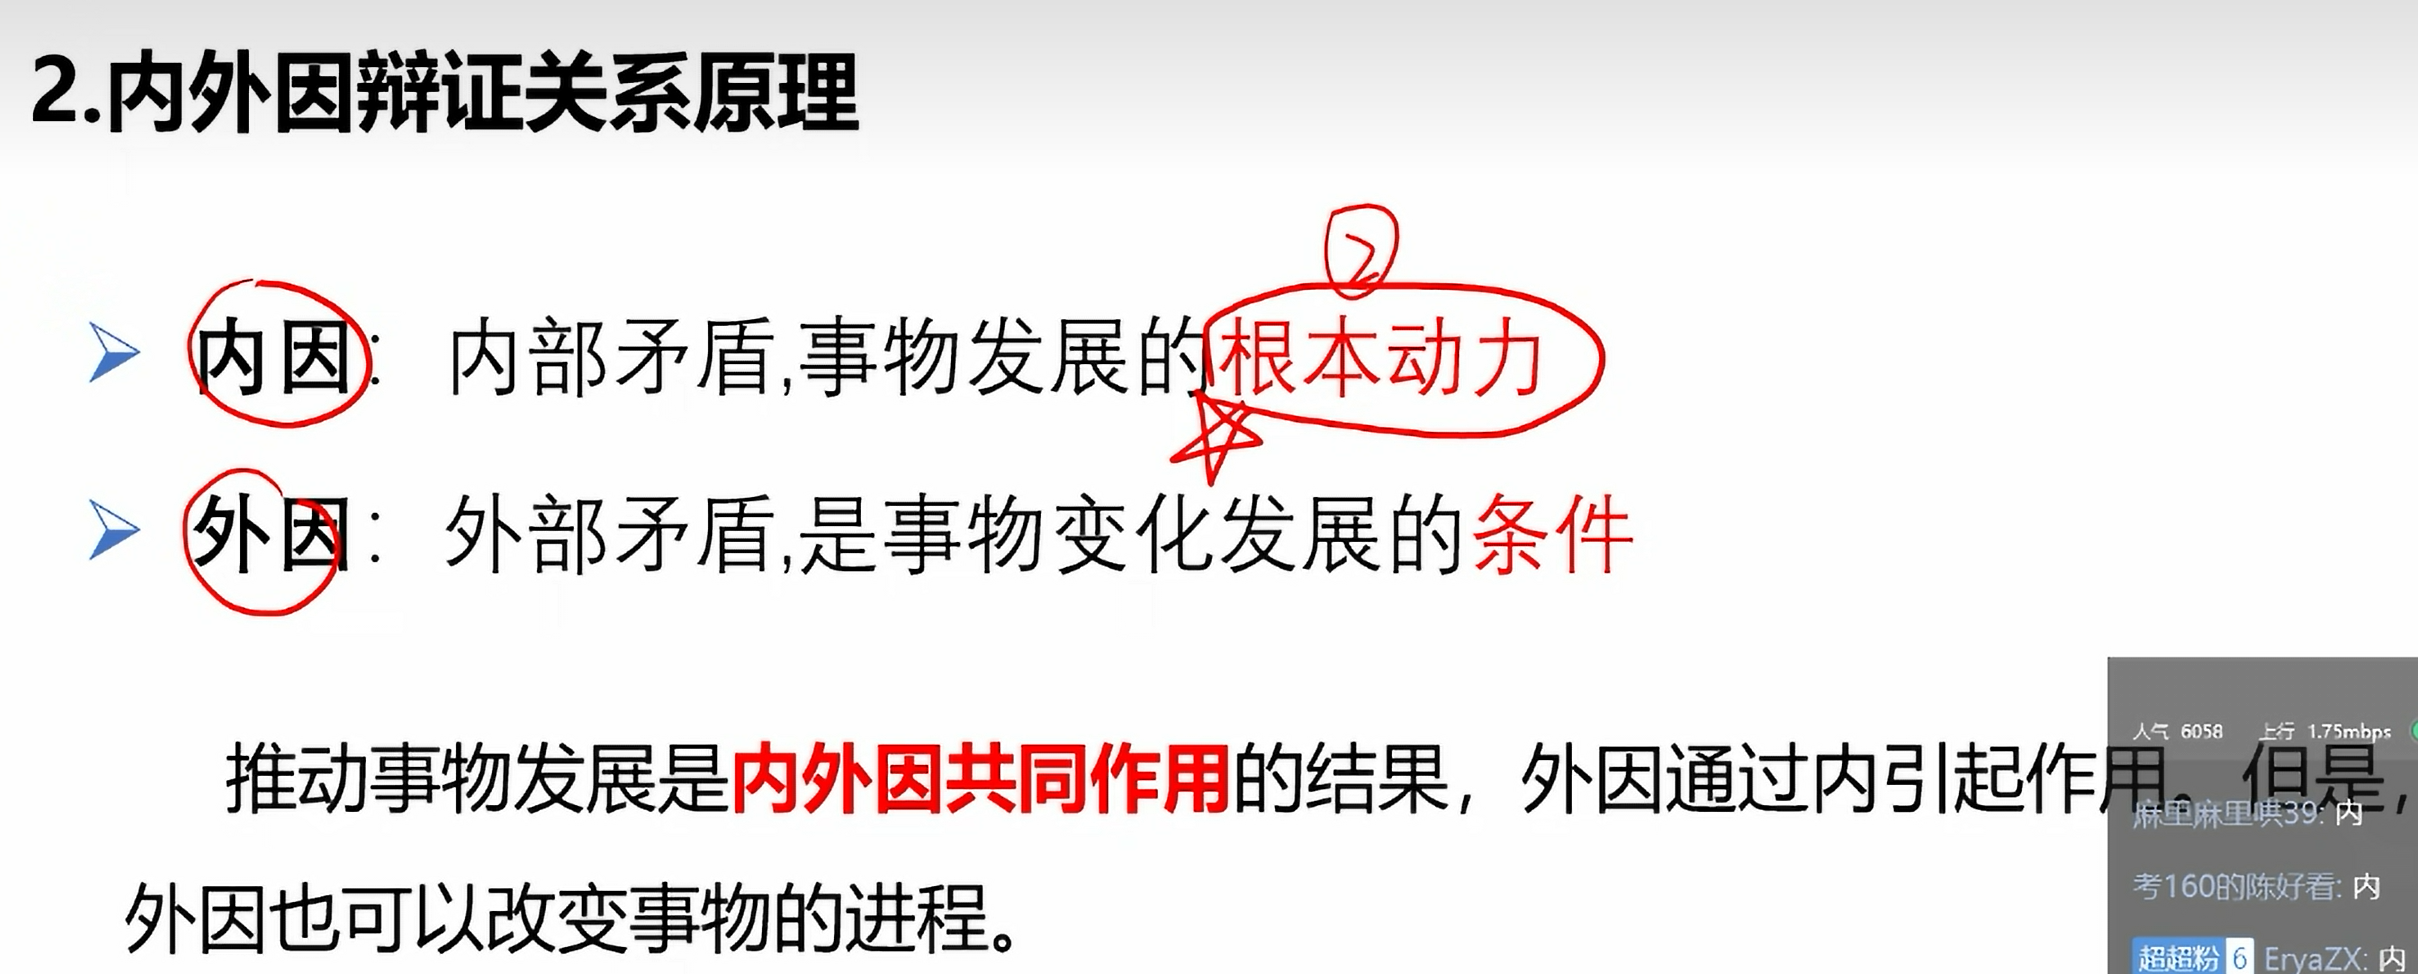 2.内外因辩证关系原理
②
内因： 内部矛盾,事物发展的根本动力
外因： 外部矛盾,是事物变化发展的条件
推动事物发展是内外因共同作用的结果，外因通过内引起作用。但是，
外因也可以改变事物的进程。
人气 6058 上行 1.75mbps
麻里麻里哄39: 内
考160的陈好看: 内
超超粉 6 EryaZX: 内